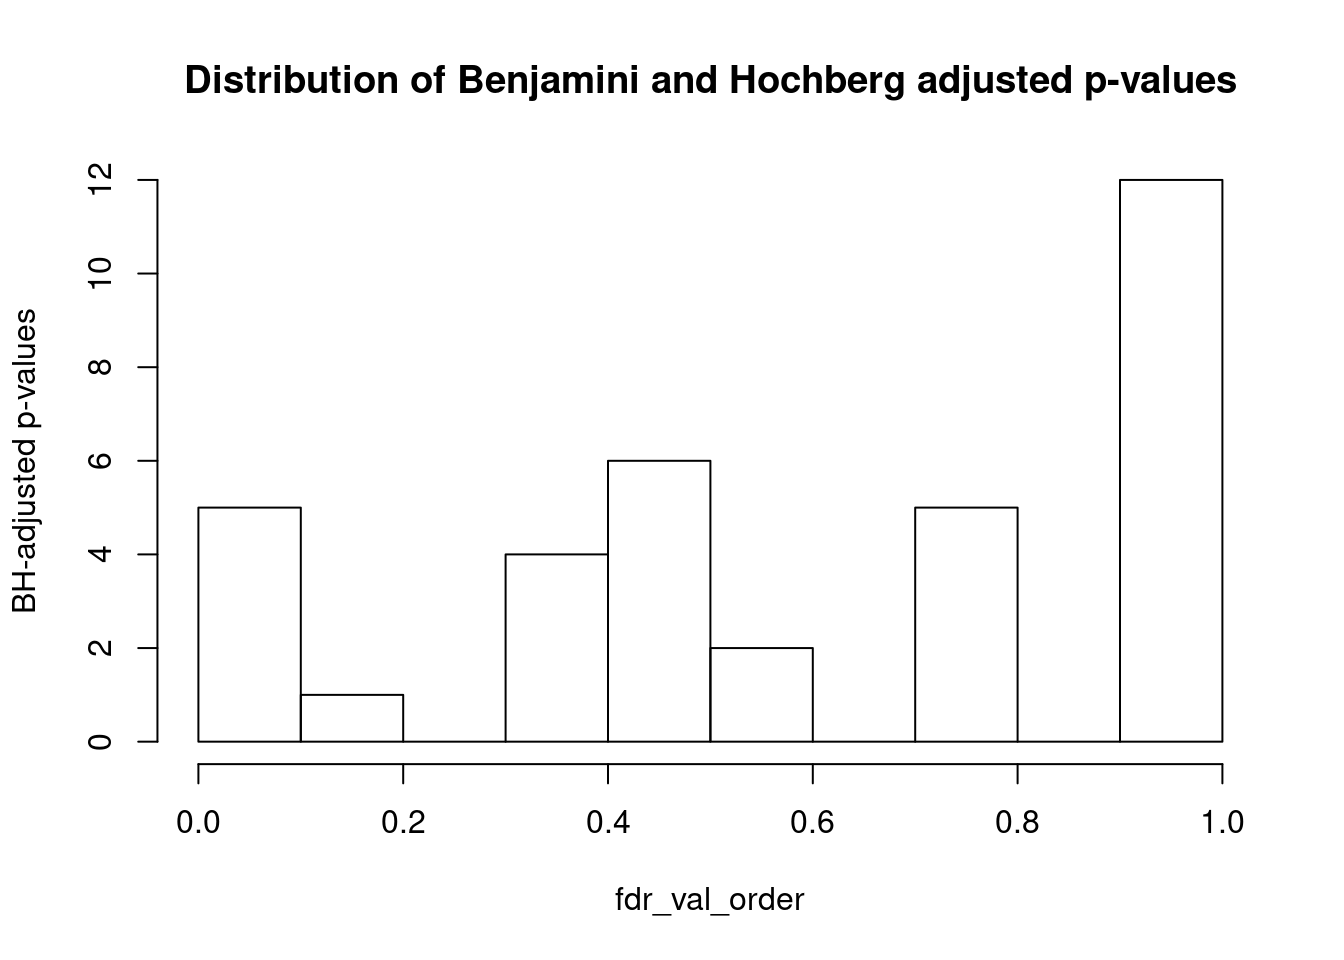 Distribution of Benjamini and Hochberg adjusted p-values
BH-adjusted p-values
12
10
8
6
4
2
0
0.0 0.2 0.4 0.6 0.8 1.0
fdr_val_order